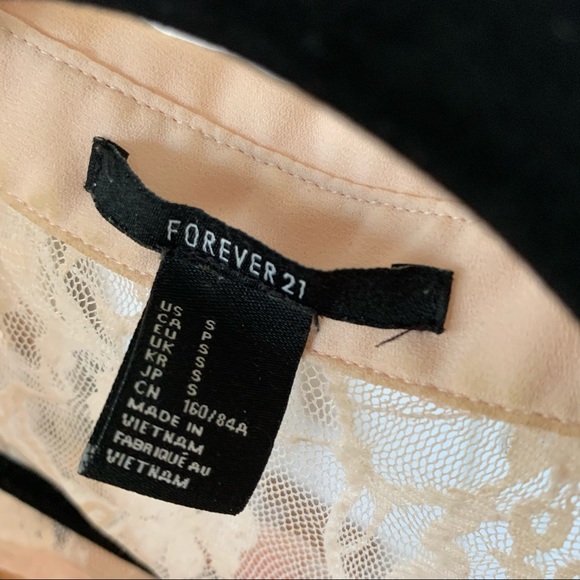 FOREVER 21
US S
CA P
EU S
UK S
KR S
JP S
CN 160/84A
MADE IN
VIETNAM
FABRIQUÉ AU
VIETNAM